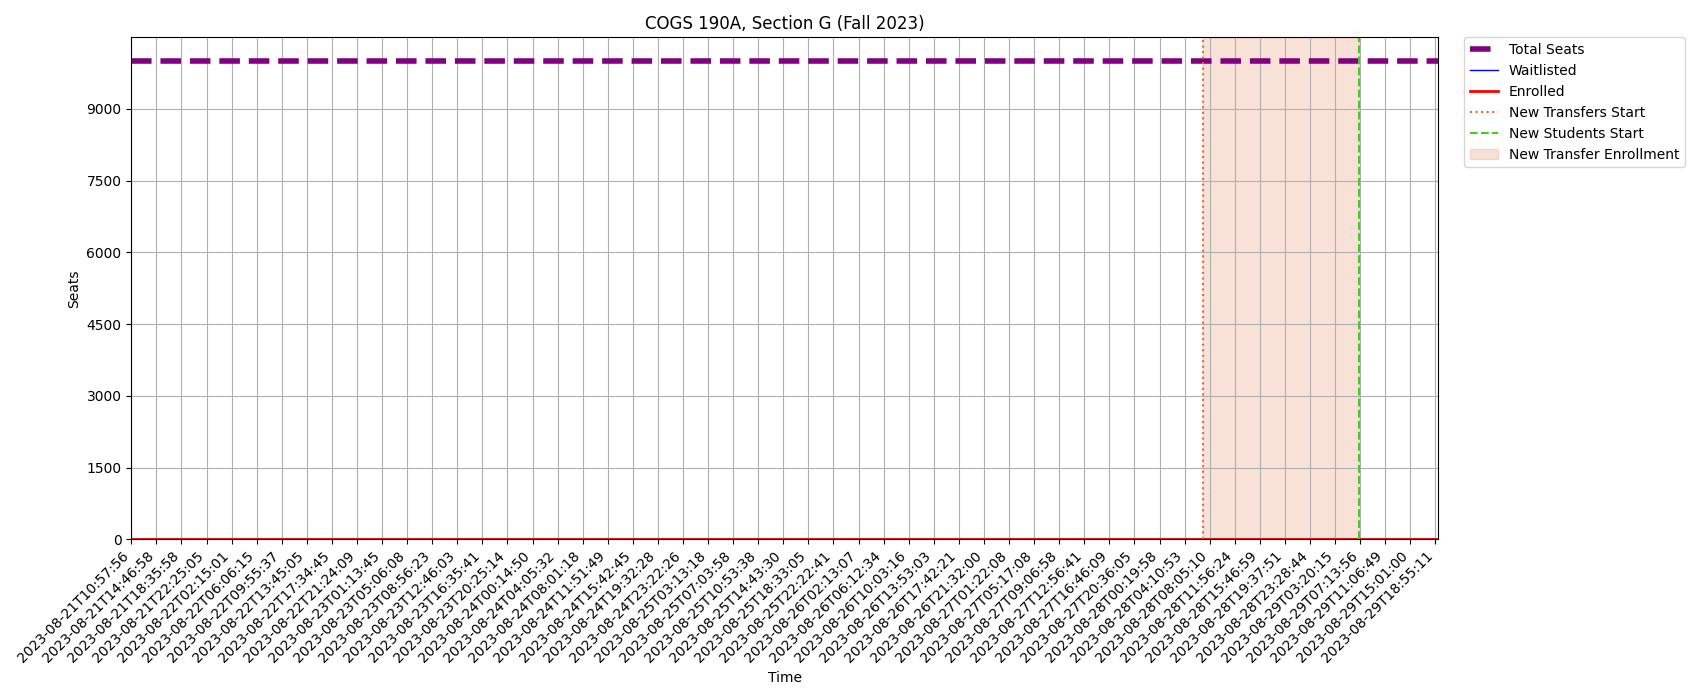 COGS 190A, Section G (Fall 2023)
Total Seats
Waitlisted
Enrolled
New Transfers Start
New Students Start
New Transfer Enrollment
Seats
9000
7500
6000
4500
3000
1500
0
2023-08-21T10:57:56
2023-08-21T14:46:58
2023-08-21T18:35:58
2023-08-21T22:25:05
2023-08-22T02:15:01
2023-08-22T06:06:15
2023-08-22T09:55:37
2023-08-22T13:45:05
2023-08-22T17:34:45
2023-08-22T21:24:09
2023-08-23T01:13:45
2023-08-23T05:06:08
2023-08-23T08:56:23
2023-08-23T12:46:03
2023-08-23T16:35:41
2023-08-23T20:25:14
2023-08-24T00:14:50
2023-08-24T04:05:32
2023-08-24T08:01:18
2023-08-24T11:51:49
2023-08-24T15:42:45
2023-08-24T19:32:28
2023-08-24T23:22:26
2023-08-25T03:13:18
2023-08-25T07:03:58
2023-08-25T10:53:38
2023-08-25T14:43:30
2023-08-25T18:33:05
2023-08-25T22:22:41
2023-08-26T02:13:07
2023-08-26T06:12:34
2023-08-26T10:03:16
2023-08-26T13:53:03
2023-08-26T17:42:21
2023-08-26T21:32:00
2023-08-27T01:22:08
2023-08-27T05:17:08
2023-08-27T09:06:58
2023-08-27T12:56:41
2023-08-27T16:46:09
2023-08-27T20:36:05
2023-08-28T00:19:58
2023-08-28T04:10:53
2023-08-28T08:05:10
2023-08-28T11:56:24
2023-08-28T15:46:59
2023-08-28T19:37:51
2023-08-28T23:28:44
2023-08-29T03:20:15
2023-08-29T07:13:56
2023-08-29T11:06:49
2023-08-29T15:01:00
2023-08-29T18:55:11
Time